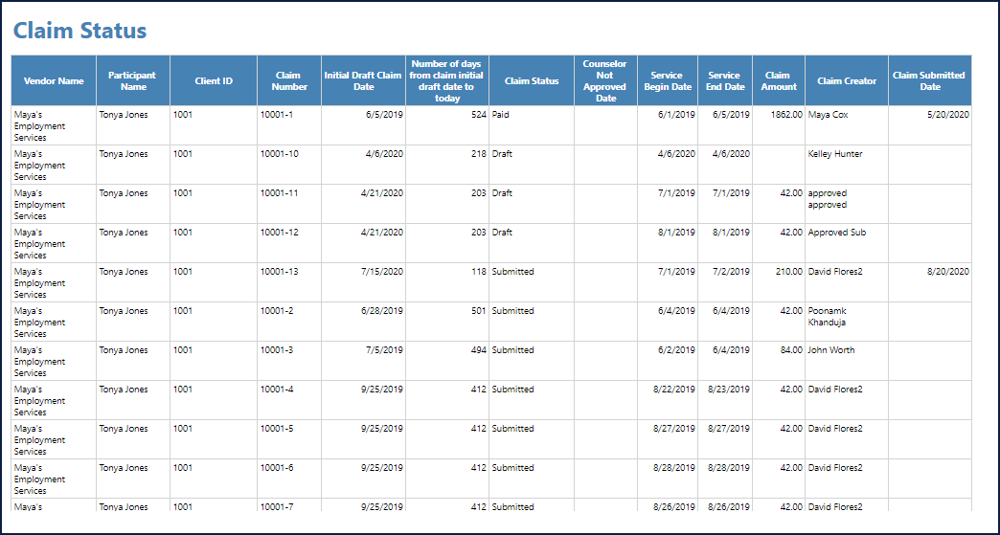 Claim Status
Vendor Name | Participant Name | Client ID | Claim Number | Initial Draft Claim Date | Number of days from claim initial draft date to today | Claim Status | Counselor Not Approved Date | Service Begin Date | Service End Date | Claim Amount | Claim Creator | Claim Submitted Date
Maya's Employment Services | Tonya Jones | 1001 | 10001-1 | 6/5/2019 | 524 | Paid | | 6/1/2019 | 6/5/2019 | 1862.00 | Maya Cox | 5/20/2020
Maya's Employment Services | Tonya Jones | 1001 | 10001-10 | 4/6/2020 | 218 | Draft | | 4/6/2020 | 4/6/2020 | | Kelley Hunter |
Maya's Employment Services | Tonya Jones | 1001 | 10001-11 | 4/21/2020 | 203 | Draft | | 7/1/2019 | 7/1/2019 | 42.00 | approved approved |
Maya's Employment Services | Tonya Jones | 1001 | 10001-12 | 4/21/2020 | 203 | Draft | | 8/1/2019 | 8/1/2019 | 42.00 | Approved Sub |
Maya's Employment Services | Tonya Jones | 1001 | 10001-13 | 7/15/2020 | 118 | Submitted | | 7/1/2019 | 7/2/2019 | 210.00 | David Flores2 | 8/20/2020
Maya's Employment Services | Tonya Jones | 1001 | 10001-2 | 6/28/2019 | 501 | Submitted | | 6/4/2019 | 6/4/2019 | 42.00 | Poonamk Khanduja |
Maya's Employment Services | Tonya Jones | 1001 | 10001-3 | 7/5/2019 | 494 | Submitted | | 6/2/2019 | 6/4/2019 | 84.00 | John Worth |
Maya's Employment Services | Tonya Jones | 1001 | 10001-4 | 9/25/2019 | 412 | Submitted | | 8/22/2019 | 8/23/2019 | 42.00 | David Flores2 |
Maya's Employment Services | Tonya Jones | 1001 | 10001-5 | 9/25/2019 | 412 | Submitted | | 8/27/2019 | 8/27/2019 | 42.00 | David Flores2 |
Maya's Employment Services | Tonya Jones | 1001 | 10001-6 | 9/25/2019 | 412 | Submitted | | 8/28/2019 | 8/28/2019 | 42.00 | David Flores2 |
Maya's | Tonya Jones | 1001 | 10001-7 | 9/25/2019 | 412 | Submitted | | 8/26/2019 | 8/26/2019 | 42.00 | David Flores2 |